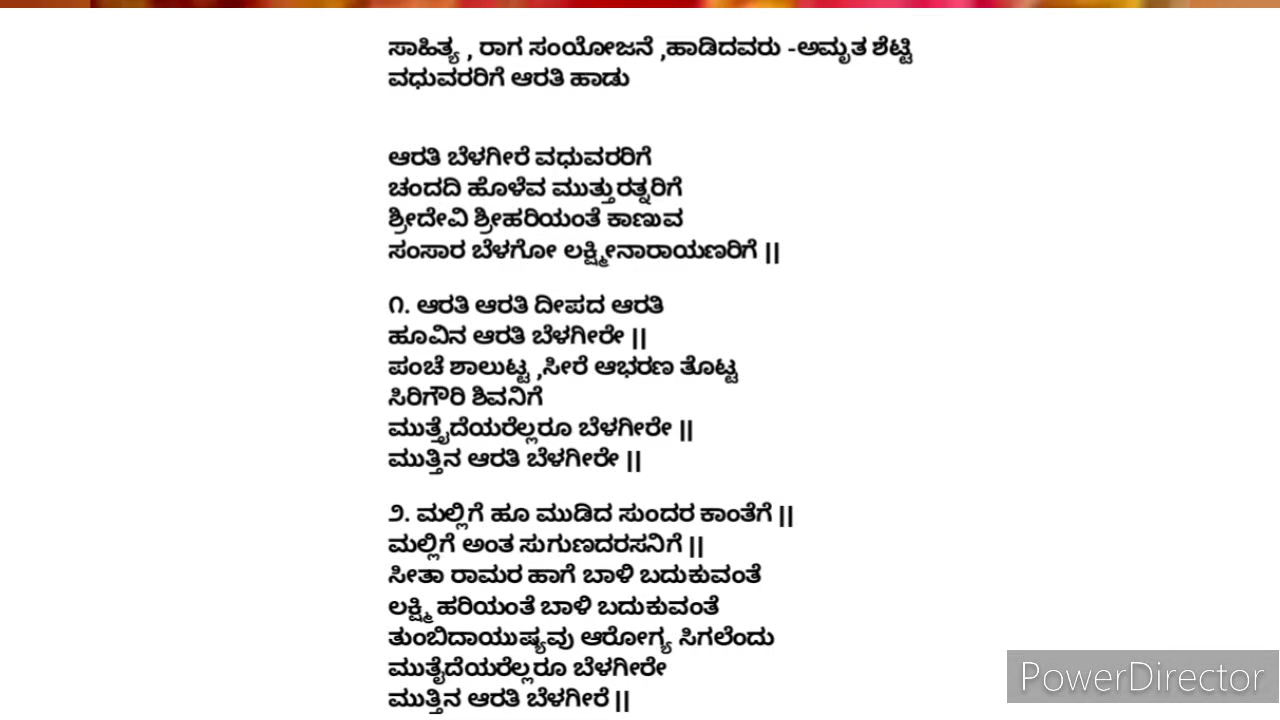 ಸಾಹಿತ್ಯ , ರಾಗ ಸಂಯೋಜನೆ ,ಹಾಡಿದವರು -ಅಮೃತ ಶೆಟ್ಟಿ
ವಧುವರರಿಗೆ ಆರತಿ ಹಾಡು
ಆರತಿ ಬೆಳಗೀರೆ ವಧುವರರಿಗೆ
ಚಂದದಿ ಹೊಳೆವ ಮುತ್ತುರತ್ನರಿಗೆ
ಶ್ರೀದೇವಿ ಶ್ರೀಹರಿಯಂತೆ ಕಾಣುವ
ಸಂಸಾರ ಬೆಳಗೋ ಲಕ್ಷ್ಮೀನಾರಾಯಣರಿಗೆ ||
೧. ಆರತಿ ಆರತಿ ದೀಪದ ಆರತಿ
ಹೂವಿನ ಆರತಿ ಬೆಳಗೀರೇ ||
ಪಂಚೆ ಶಾಲುಟ್ಟ ,ಸೀರೆ ಆಭರಣ ತೊಟ್ಟ
ಸಿರಿಗೌರಿ ಶಿವನಿಗೆ
ಮುತ್ತೈದೆಯರೆಲ್ಲರೂ ಬೆಳಗೀರೇ ||
ಮುತ್ತಿನ ಆರತಿ ಬೆಳಗೀರೇ ||
೨. ಮಲ್ಲಿಗೆ ಹೂ ಮುಡಿದ ಸುಂದರ ಕಾಂತೆಗೆ ||
ಮಲ್ಲಿಗೆ ಅಂತ ಸುಗುಣದರಸನಿಗೆ ||
ಸೀತಾ ರಾಮರ ಹಾಗೆ ಬಾಳಿ ಬದುಕುವಂತೆ
ಲಕ್ಷ್ಮಿ ಹರಿಯಂತೆ ಬಾಳಿ ಬದುಕುವಂತೆ
ತುಂಬಿದಾಯುಷ್ಯವು ಆರೋಗ್ಯ ಸಿಗಲೆಂದು
ಮುತ್ತೈದೆಯರೆಲ್ಲರೂ ಬೆಳಗೀರೇ
ಮುತ್ತಿನ ಆರತಿ ಬೆಳಗೀರೆ ||
PowerDirector